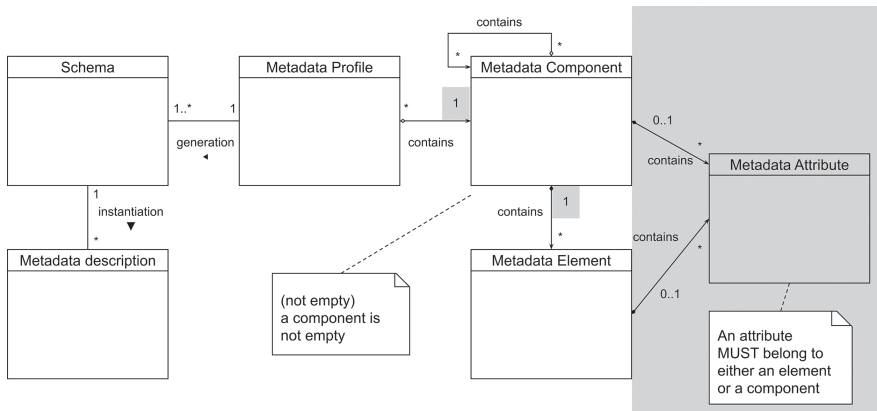 contains
*
*
Schema
Metadata Profile
Metadata Component
1..*
1
*
1
generation
◄
contains
0..1
*
contains
Metadata Attribute
1
instantiation
▼
*
contains
1
*
contains
*
0..1
Metadata description
Metadata Element
(not empty)
a component is
not empty
An attribute
MUST belong to
either an element
or a component